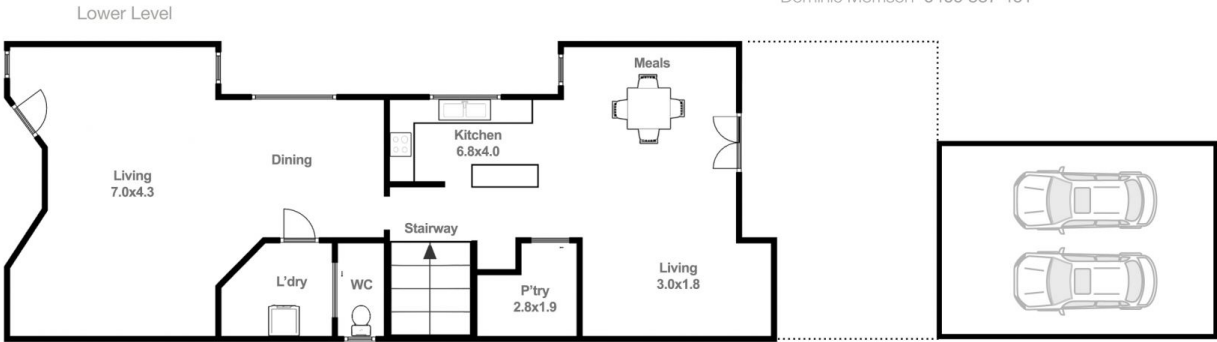 Lower Level
Meals
Kitchen
6.8x4.0
Dining
Living
7.0x4.3
Stairway
L'dry
WC
P'try
2.8x1.9
Living
3.0x1.8